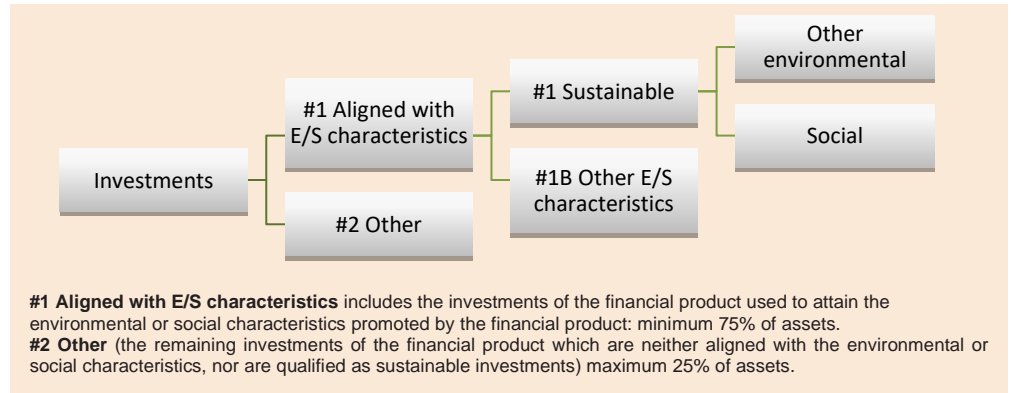 Other
environmental
#1 Sustainable
#1 Aligned with
E/S characteristics
Social
Investments
#1B Other E/S
characteristics
#2 Other
#1 Aligned with E/S characteristics includes the investments of the financial product used to attain the
environmental or social characteristics promoted by the financial product: minimum 75% of assets.
#2 Other (the remaining investments of the financial product which are neither aligned with the environmental or
social characteristics, nor are qualified as sustainable investments) maximum 25% of assets.